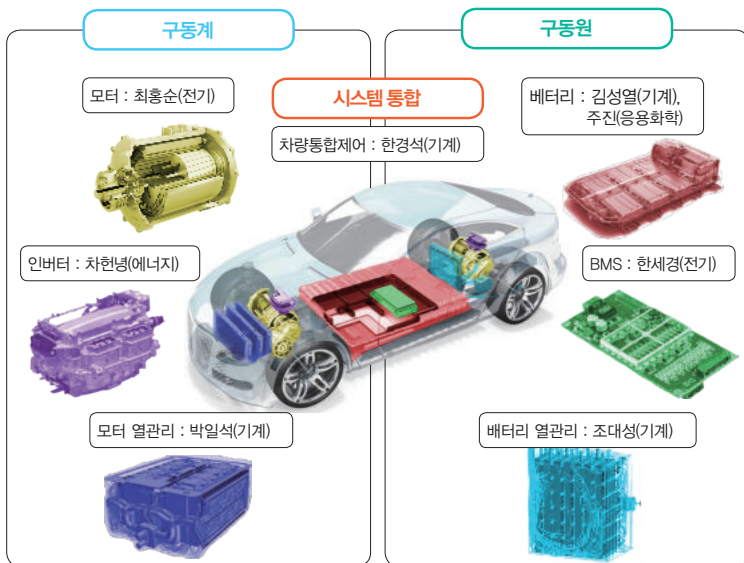 구동계
구동원
모터 : 최홍순(전기)
시스템 통합
베터리 : 김성열(기계),
주진(응용화학)
차량통합제어 : 한경석(기계)
인버터 : 차헌녕(에너지)
BMS : 한세경(전기)
모터 열관리 : 박일석(기계)
배터리 열관리 : 조대성(기계)